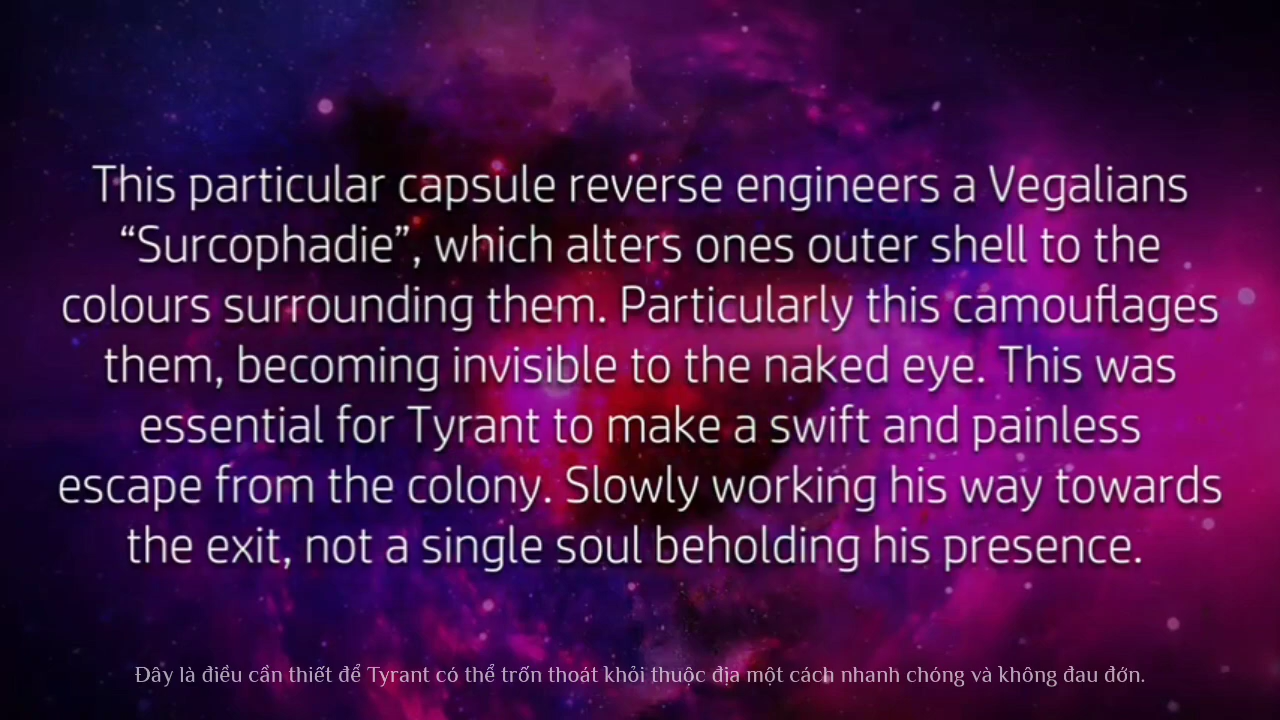 This particular capsule reverse engineers a Vegalians
“Surcophadie”, which alters ones outer shell to the
colours surrounding them. Particularly this camouflages
them, becoming invisible to the naked eye. This was
essential for Tyrant to make a swift and painless
escape from the colony. Slowly working his way towards
the exit, not a single soul beholding his presence.
Đây là điều cần thiết để Tyrant có thể trốn thoát khỏi thuộc địa một cách nhanh chóng và không đau đớn.